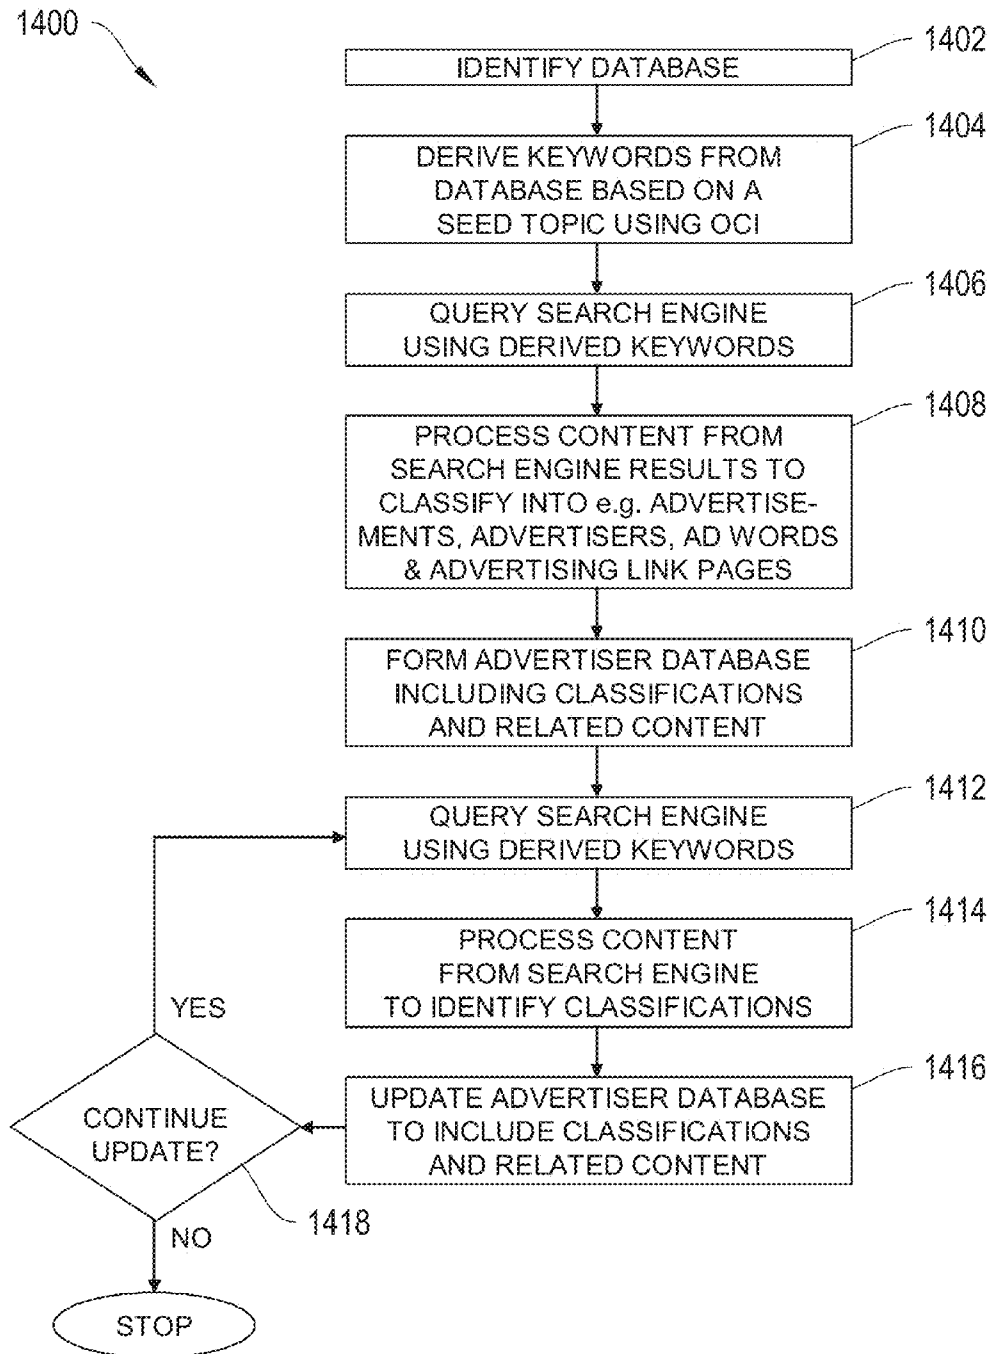 1400
1402
IDENTIFY DATABASE
1404
DERIVE KEYWORDS FROM
DATABASE BASED ON A
SEED TOPIC USING OCI
1406
QUERY SEARCH ENGINE
USING DERIVED KEYWORDS
1408
PROCESS CONTENT FROM
SEARCH ENGINE RESULTS TO
CLASSIFY INTO e.g. ADVERTISE-
MENTS, ADVERTISERS, AD WORDS
& ADVERTISING LINK PAGES
1410
FORM ADVERTISER DATABASE
INCLUDING CLASSIFICATIONS
AND RELATED CONTENT
1412
QUERY SEARCH ENGINE
USING DERIVED KEYWORDS
1414
PROCESS CONTENT
FROM SEARCH ENGINE
TO IDENTIFY CLASSIFICATIONS
1416
UPDATE ADVERTISER DATABASE
TO INCLUDE CLASSIFICATIONS
AND RELATED CONTENT
YES
CONTINUE
UPDATE?
1418
NO
STOP